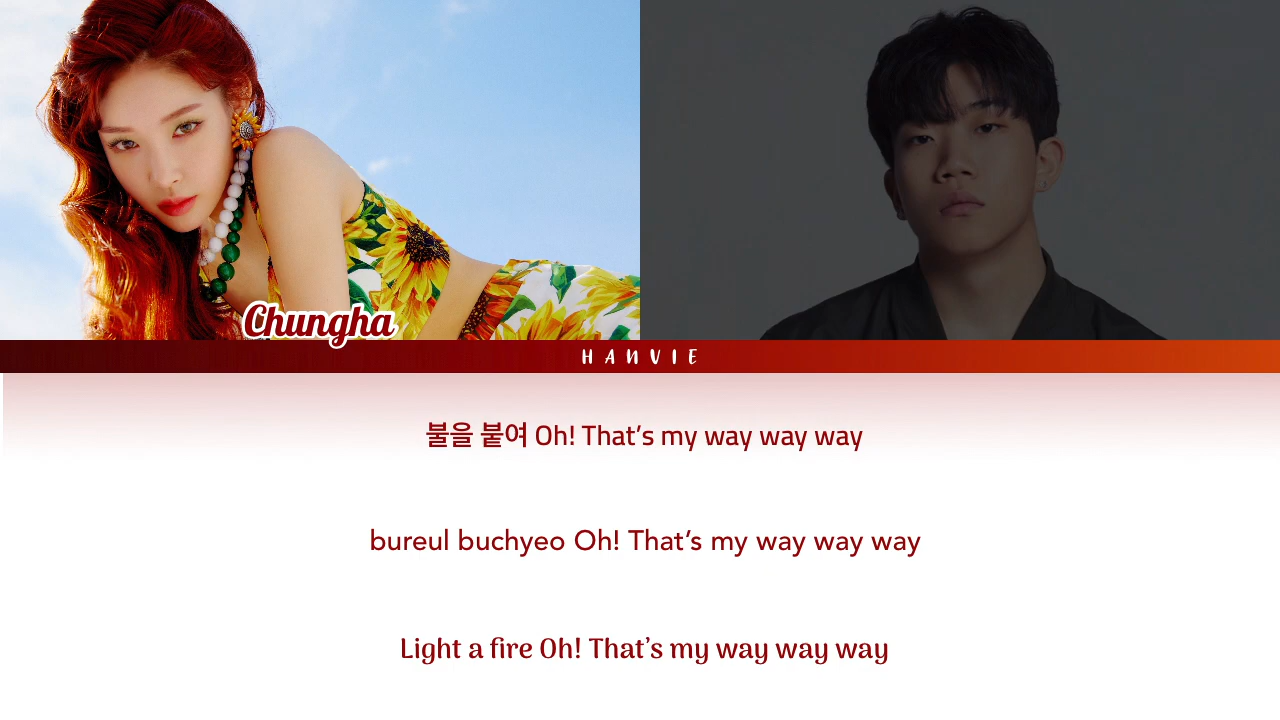 Chungha
HANVIE
불을 붙여 Oh! That's my way way way
bureul buchyeo Oh! That's my way way way
Light a fire Oh! That's my way way way